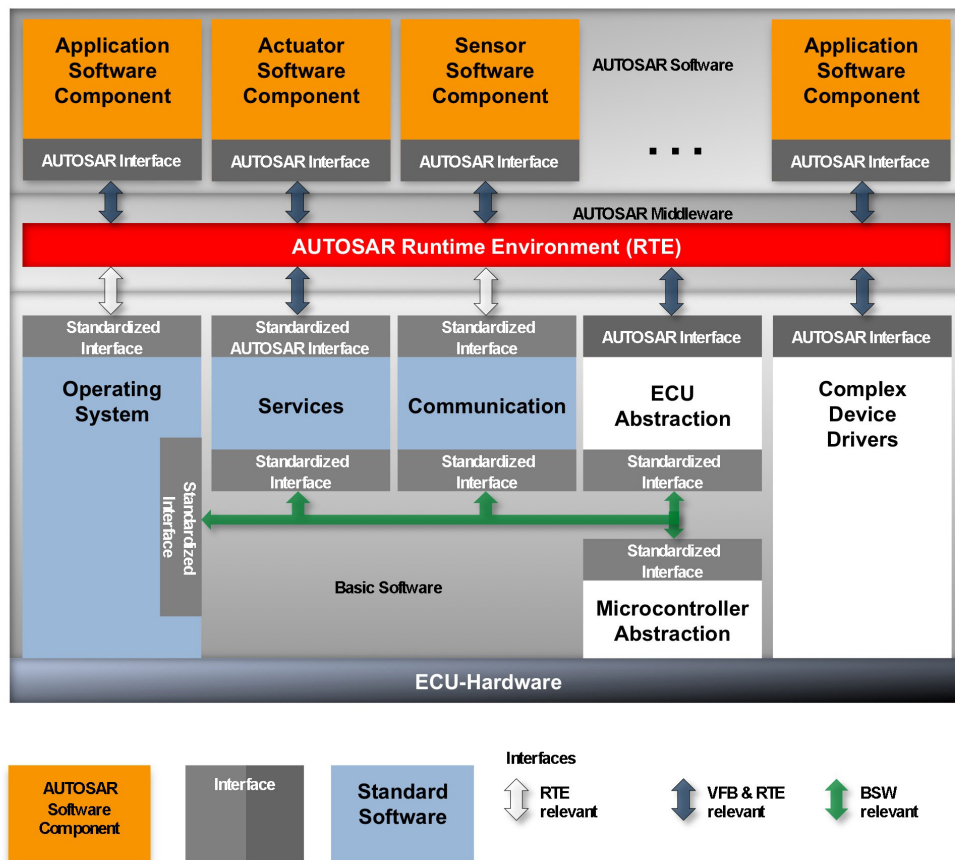 Application
Software
Component
AUTOSAR Interface
Actuator
Software
Component
AUTOSAR Interface
Sensor
Software
Component
AUTOSAR Interface
AUTOSAR Software
. . .
Application
Software
Component
AUTOSAR Interface
AUTOSAR Middleware
AUTOSAR Runtime Environment (RTE)
Standardized
Interface
Operating
System
Standardized
Interface
Standardized
AUTOSAR Interface
Services
Standardized
Interface
Standardized
Interface
Communication
Standardized
Interface
AUTOSAR Interface
ECU
Abstraction
Standardized
Interface
Standardized
Interface
Microcontroller
Abstraction
AUTOSAR Interface
Complex
Device
Drivers
Basic Software
ECU-Hardware
AUTOSAR
Software
Component
Interface
Standard
Software
Interfaces
RTE
relevant
VFB & RTE
relevant
BSW
relevant